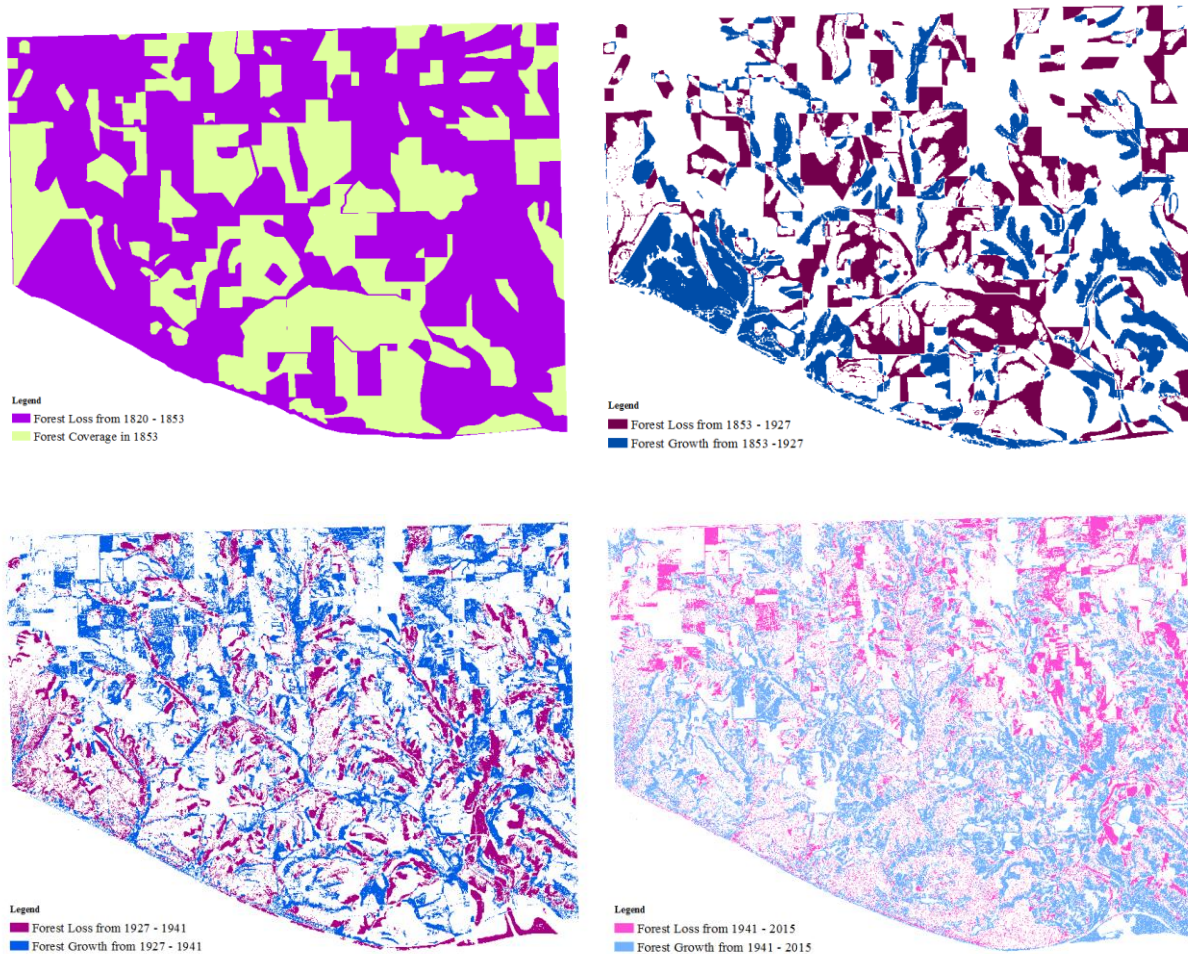 Legend
Forest Loss from 1820 - 1853
Forest Coverage in 1853
Legend
Forest Loss from 1853 - 1927
Forest Growth from 1853 -1927
Legend
Forest Loss from 1927 - 1941
Forest Growth from 1927 - 1941
Legend
Forest Loss from 1941 - 2015
Forest Growth from 1941 - 2015